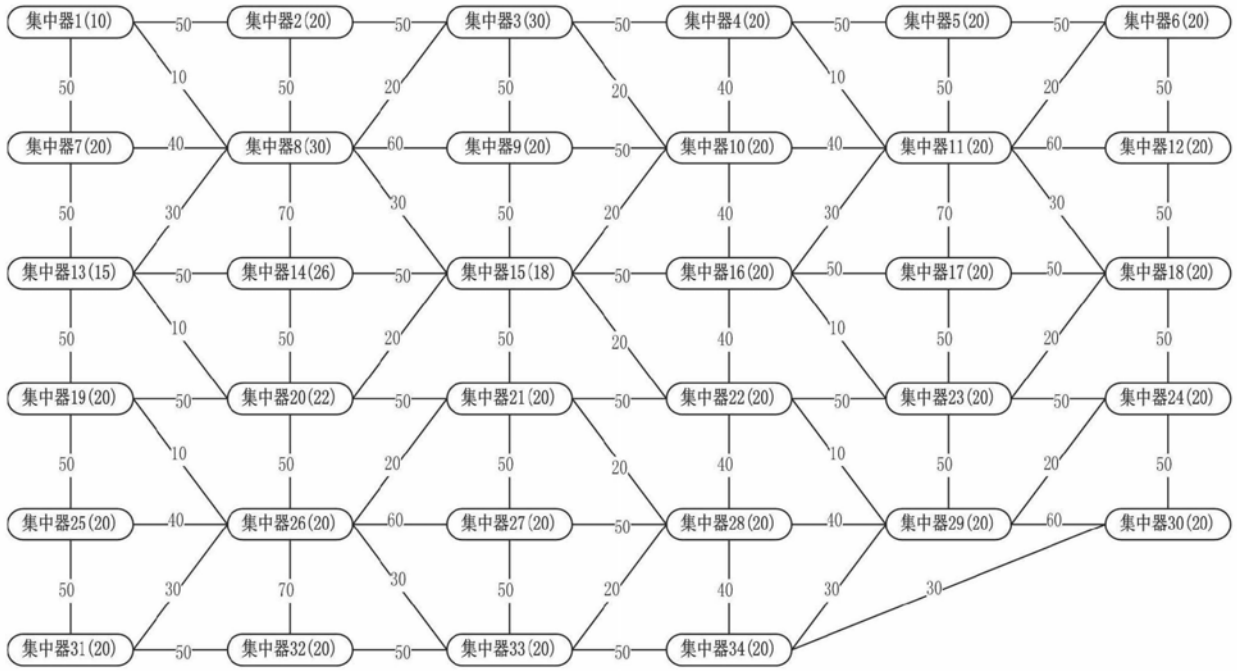 集中器1(10) 50 集中器2(20) 50 集中器3(30) 50 集中器4(20) 50 集中器5(20) 50 集中器6(20)
50 10 50 20 50 20 40 10 50 20 50
集中器7(20) 40 集中器8(30) 60 集中器9(20) 50 集中器10(20) 40 集中器11(20) 60 集中器12(20)
50 30 70 30 50 20 40 30 70 30 50
集中器13(15) 50 集中器14(26) 50 集中器15(18) 50 集中器16(20) 50 集中器17(20) 50 集中器18(20)
50 10 50 20 50 20 40 10 50 20 50
集中器19(20) 50 集中器20(22) 50 集中器21(20) 50 集中器22(20) 50 集中器23(20) 50 集中器24(20)
50 10 50 20 50 20 40 10 50 20 50
集中器25(20) 40 集中器26(20) 60 集中器27(20) 50 集中器28(20) 40 集中器29(20) 60 集中器30(20)
50 30 70 30 50 20 40 30 30
集中器31(20) 50 集中器32(20) 50 集中器33(20) 50 集中器34(20)